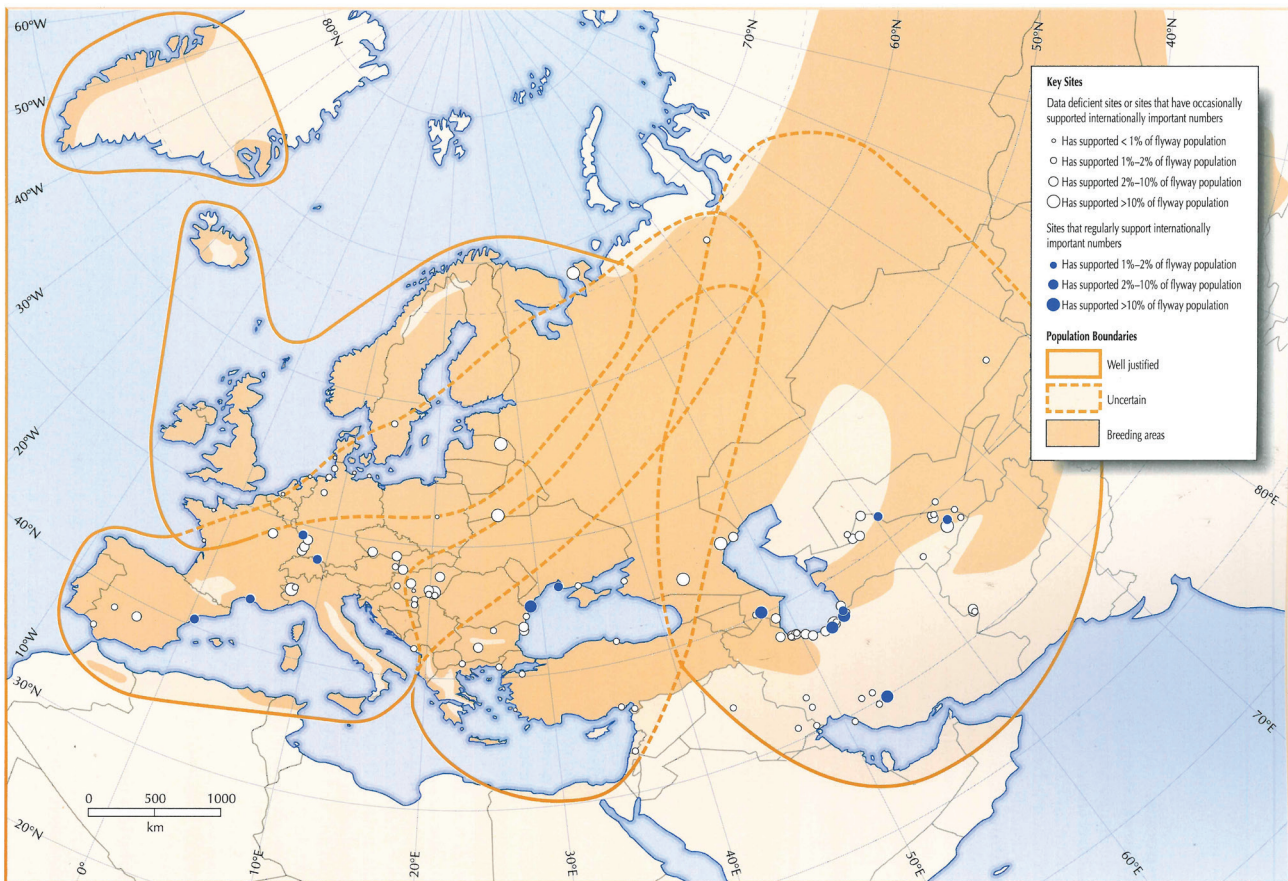 60°W
80°N
70°N
60°N
50°N
40°N
50°W
40°W
30°W
20°W
40°N
10°W
30°N
20°N
0°
10°E
20°E
30°E
40°E
50°E
60°E
70°E
80°E
0 500 1000
km
Key Sites
Data deficient sites or sites that have occasionally
supported internationally important numbers
Has supported < 1% of flyway population
Has supported 1%–2% of flyway population
Has supported 2%–10% of flyway population
Has supported >10% of flyway population
Sites that regularly support internationally
important numbers
Has supported 1%–2% of flyway population
Has supported 2%–10% of flyway population
Has supported >10% of flyway population
Population Boundaries
Well justified
Uncertain
Breeding areas